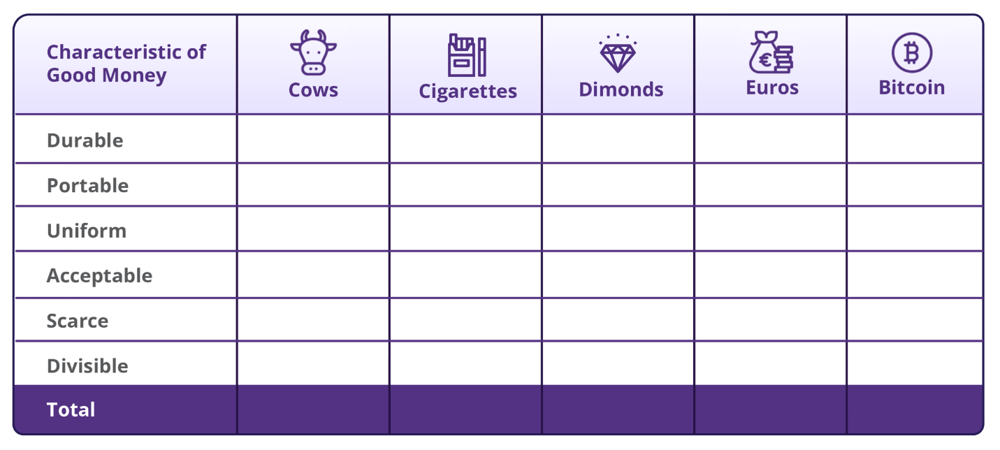 Characteristic of
Good Money
Cows
Cigarettes
Dimonds
Euros
Bitcoin
Durable
Portable
Uniform
Acceptable
Scarce
Divisible
Total